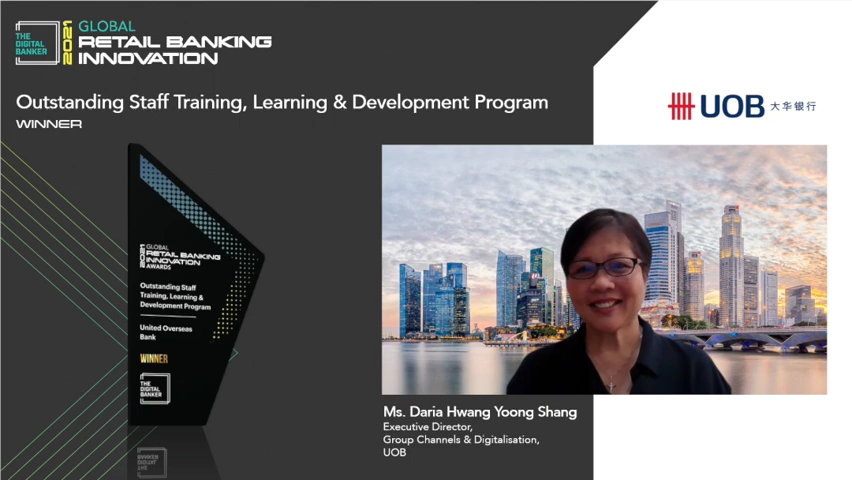 THE
DIGITAL
BANKER
2021
GLOBAL
RETAIL BANKING
INNOVATION
Outstanding Staff Training, Learning & Development Program
WINNER
UOB 大华银行
2021
GLOBAL
RETAIL BANKING
INNOVATION
AWARDS
Outstanding Staff
Training, Learning &
Development Program
United Overseas
Bank
WINNER
THE
DIGITAL
BANKER
Ms. Daria Hwang Yoong Shang
Executive Director,
Group Channels & Digitalisation,
UOB